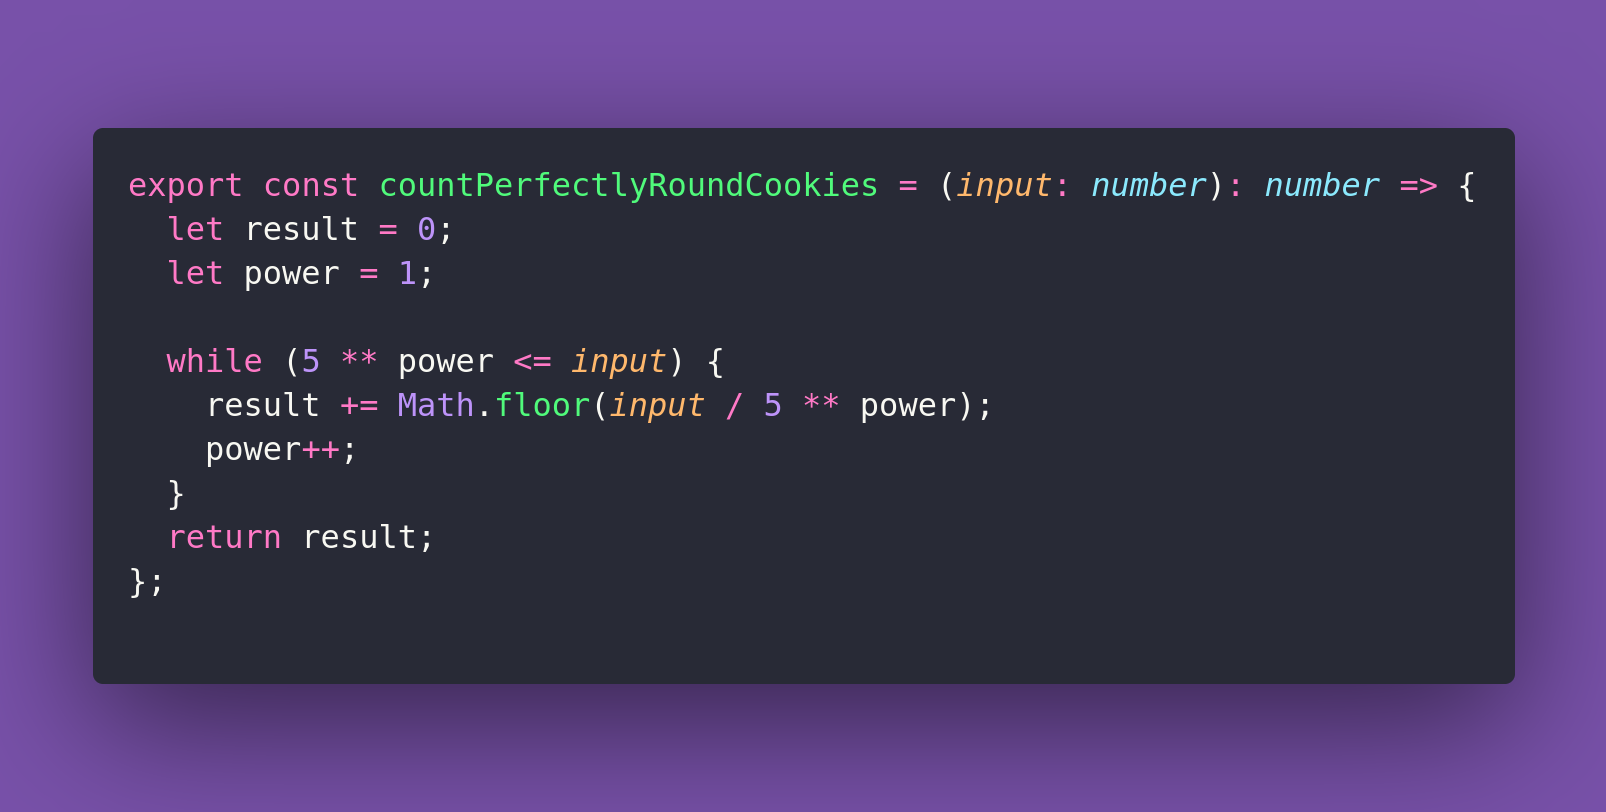 export const countPerfectlyRoundCookies = (input: number): number => {
  let result = 0;
  let power = 1;

  while (5 ** power <= input) {
    result += Math.floor(input / 5 ** power);
    power++;
  }
  return result;
};